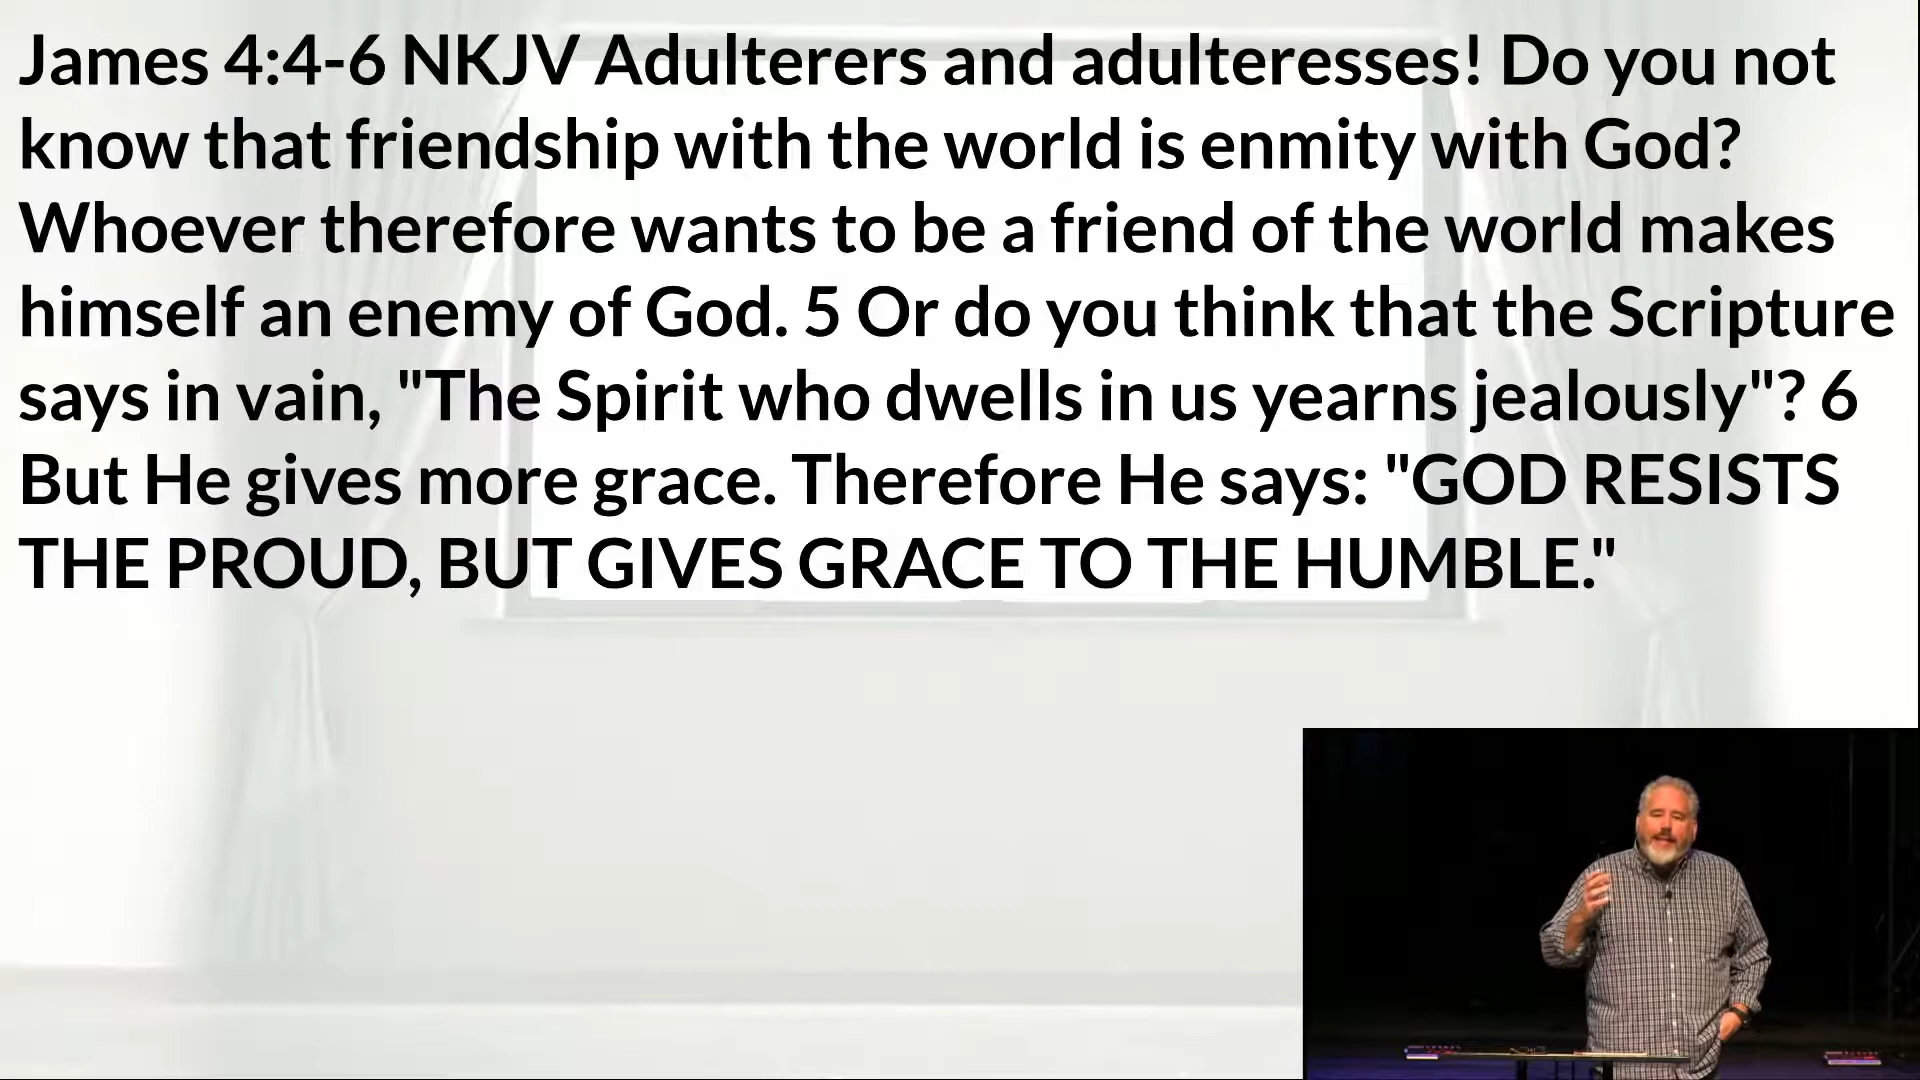 James 4:4-6 NKJV Adulterers and adulteresses! Do you not
know that friendship with the world is enmity with God?
Whoever therefore wants to be a friend of the world makes
himself an enemy of God. 5 Or do you think that the Scripture
says in vain, "The Spirit who dwells in us yearns jealously"? 6
But He gives more grace. Therefore He says: "GOD RESISTS
THE PROUD, BUT GIVES GRACE TO THE HUMBLE."